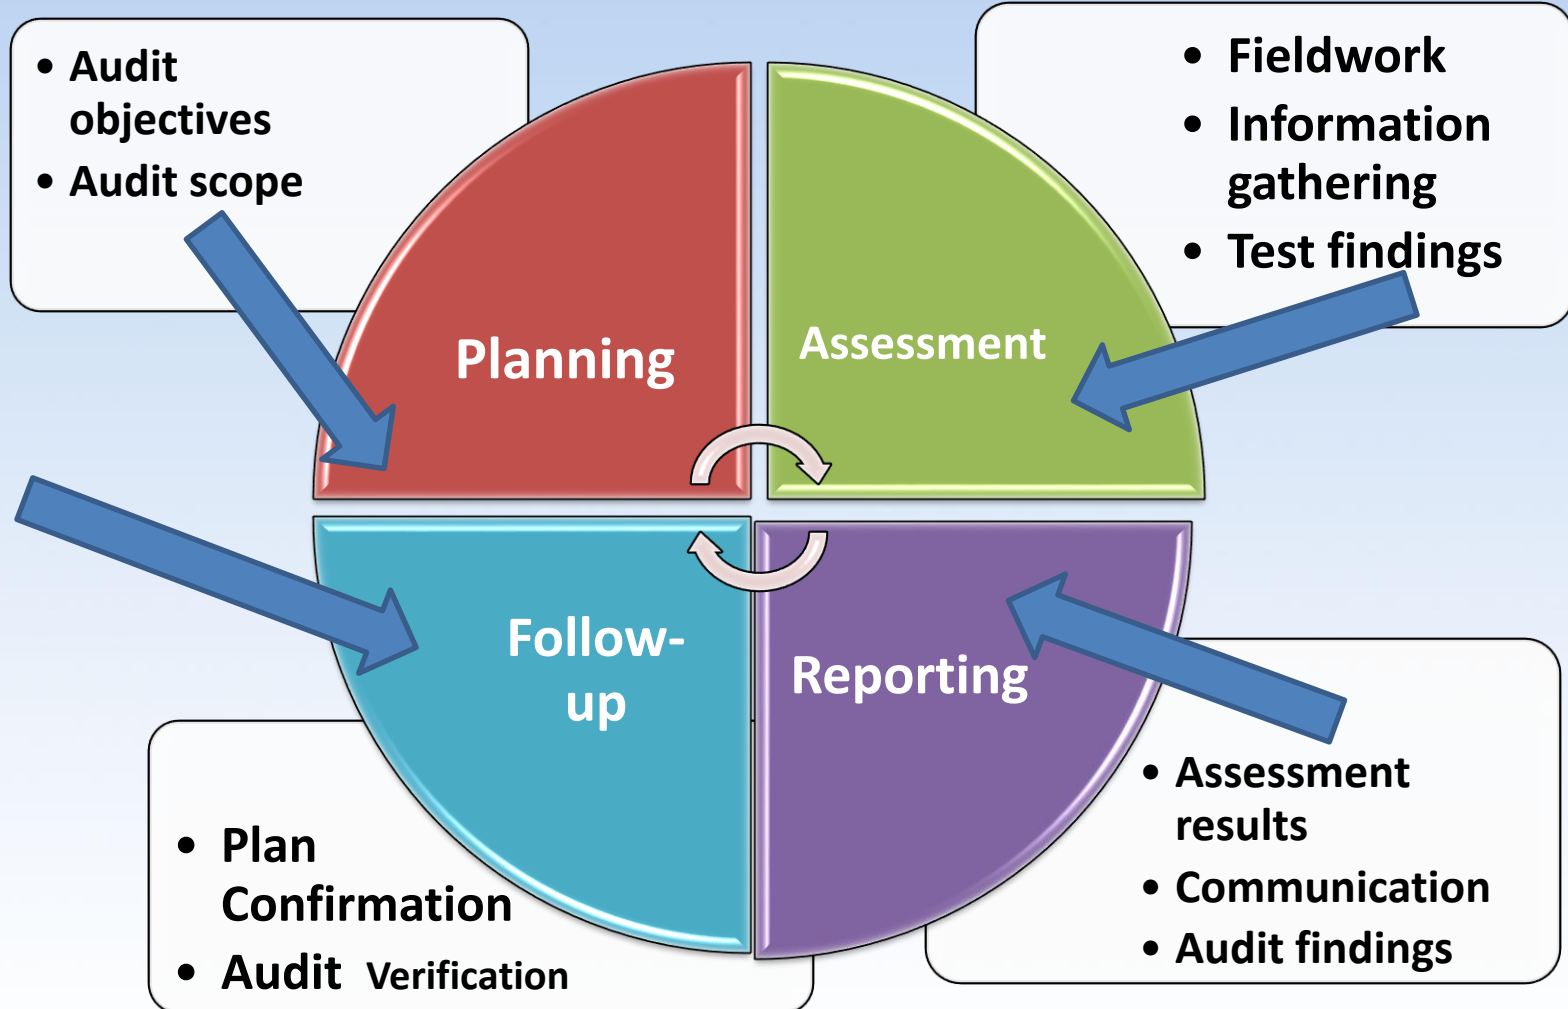 • Audit
objectives
• Audit scope
Planning
• Fieldwork
• Information
gathering
• Test findings
Assessment
Follow-
up
• Plan
Confirmation
• Audit Verification
Reporting
• Assessment
results
• Communication
• Audit findings